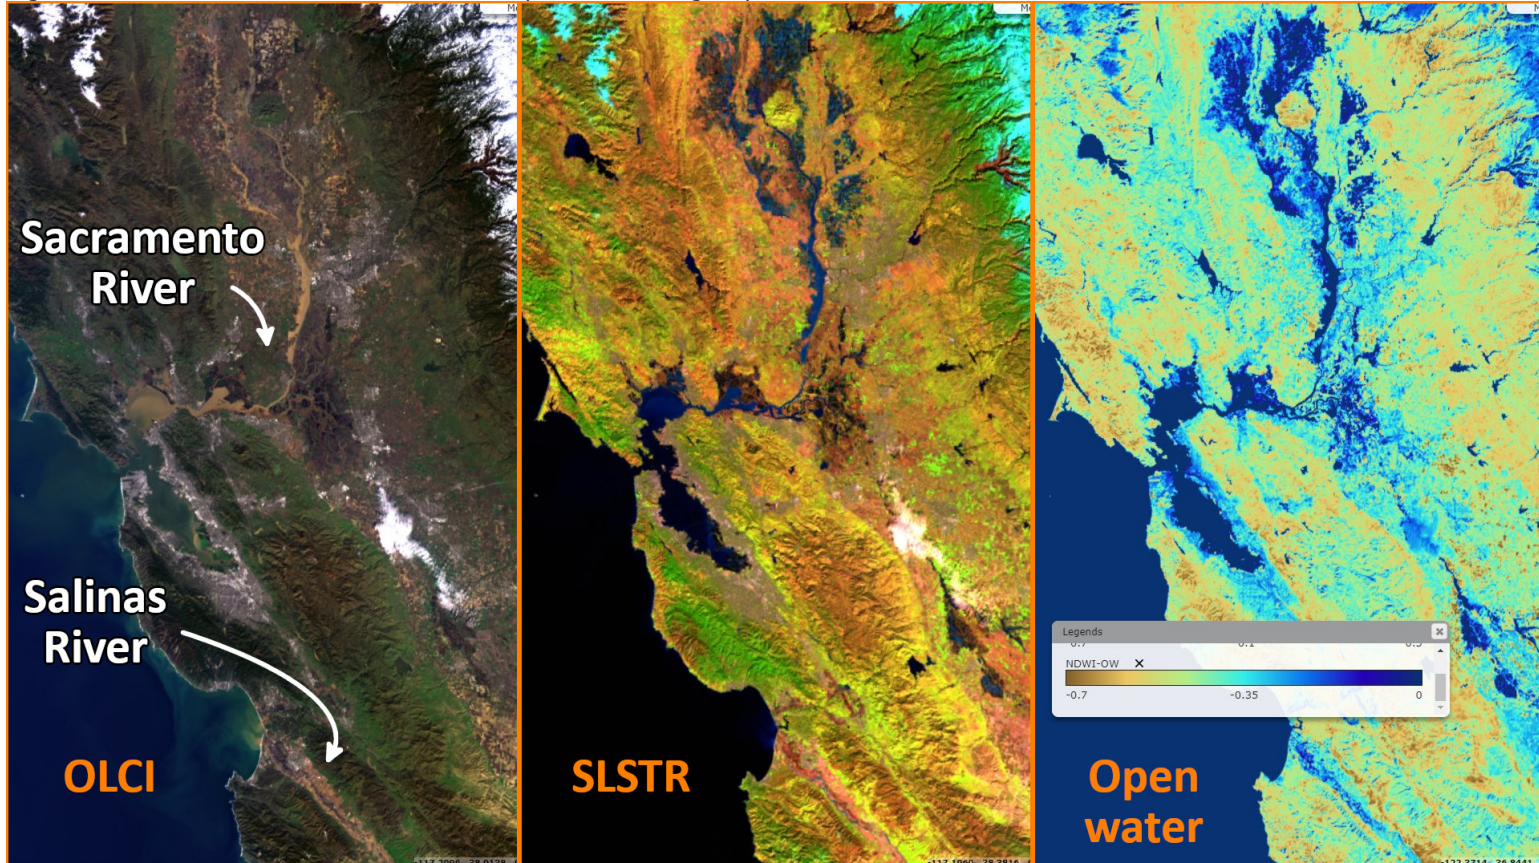 Sacramento
River
Salinas
River
OLCI
SLSTR
Legends
NDWI-OW
-0.7 -0.35 0
Open
water